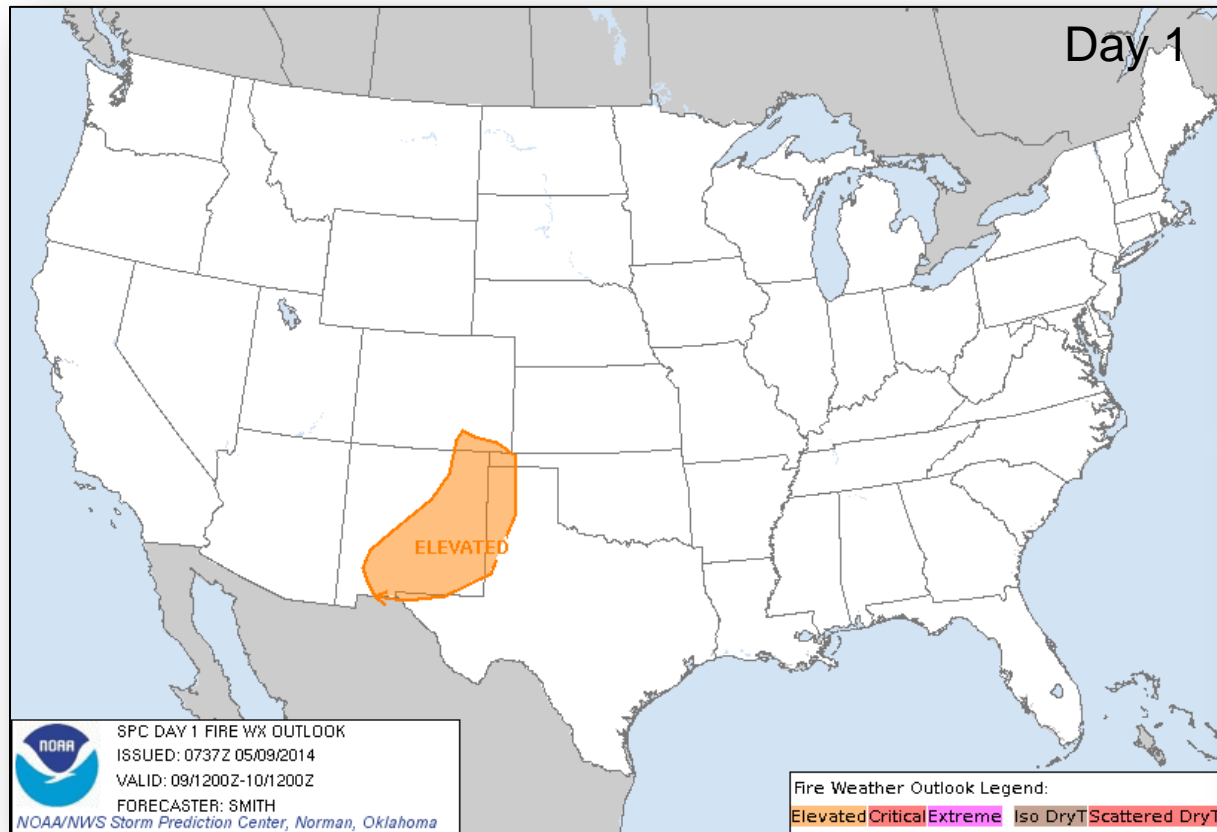 Day 1
ELEVATED
NOAA
SPC DAY 1 FIRE WX OUTLOOK
ISSUED: 0737Z 05/09/2014
VALID: 09/1200Z-10/1200Z
FORECASTER: SMITH
NOAA/NWS Storm Prediction Center, Norman, Oklahoma
Fire Weather Outlook Legend:
Elevated Critical Extreme Iso DryT Scattered DryT